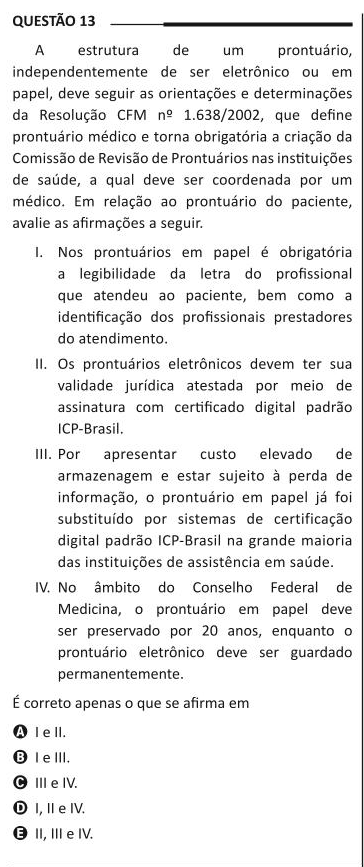 QUESTÃO 13
A estrutura de um prontuário,
independentemente de ser eletrônico ou em
papel, deve seguir as orientações e determinações
da Resolução CFM nº 1.638/2002, que define
prontuário médico e torna obrigatória a criação da
Comissão de Revisão de Prontuários nas instituições
de saúde, a qual deve ser coordenada por um
médico. Em relação ao prontuário do paciente,
avalie as afirmações a seguir.
I. Nos prontuários em papel é obrigatória
a legibilidade da letra do profissional
que atendeu ao paciente, bem como a
identificação dos profissionais prestadores
do atendimento.
II. Os prontuários eletrônicos devem ter sua
validade jurídica atestada por meio de
assinatura com certificado digital padrão
ICP-Brasil.
III. Por apresentar custo elevado de
armazenagem e estar sujeito à perda de
informação, o prontuário em papel já foi
substituído por sistemas de certificação
digital padrão ICP-Brasil na grande maioria
das instituições de assistência em saúde.
IV. No âmbito do Conselho Federal de
Medicina, o prontuário em papel deve
ser preservado por 20 anos, enquanto o
prontuário eletrônico deve ser guardado
permanentemente.
É correto apenas o que se afirma em
A I e II.
B I e III.
C III e IV.
D I, II e IV.
E II, III e IV.